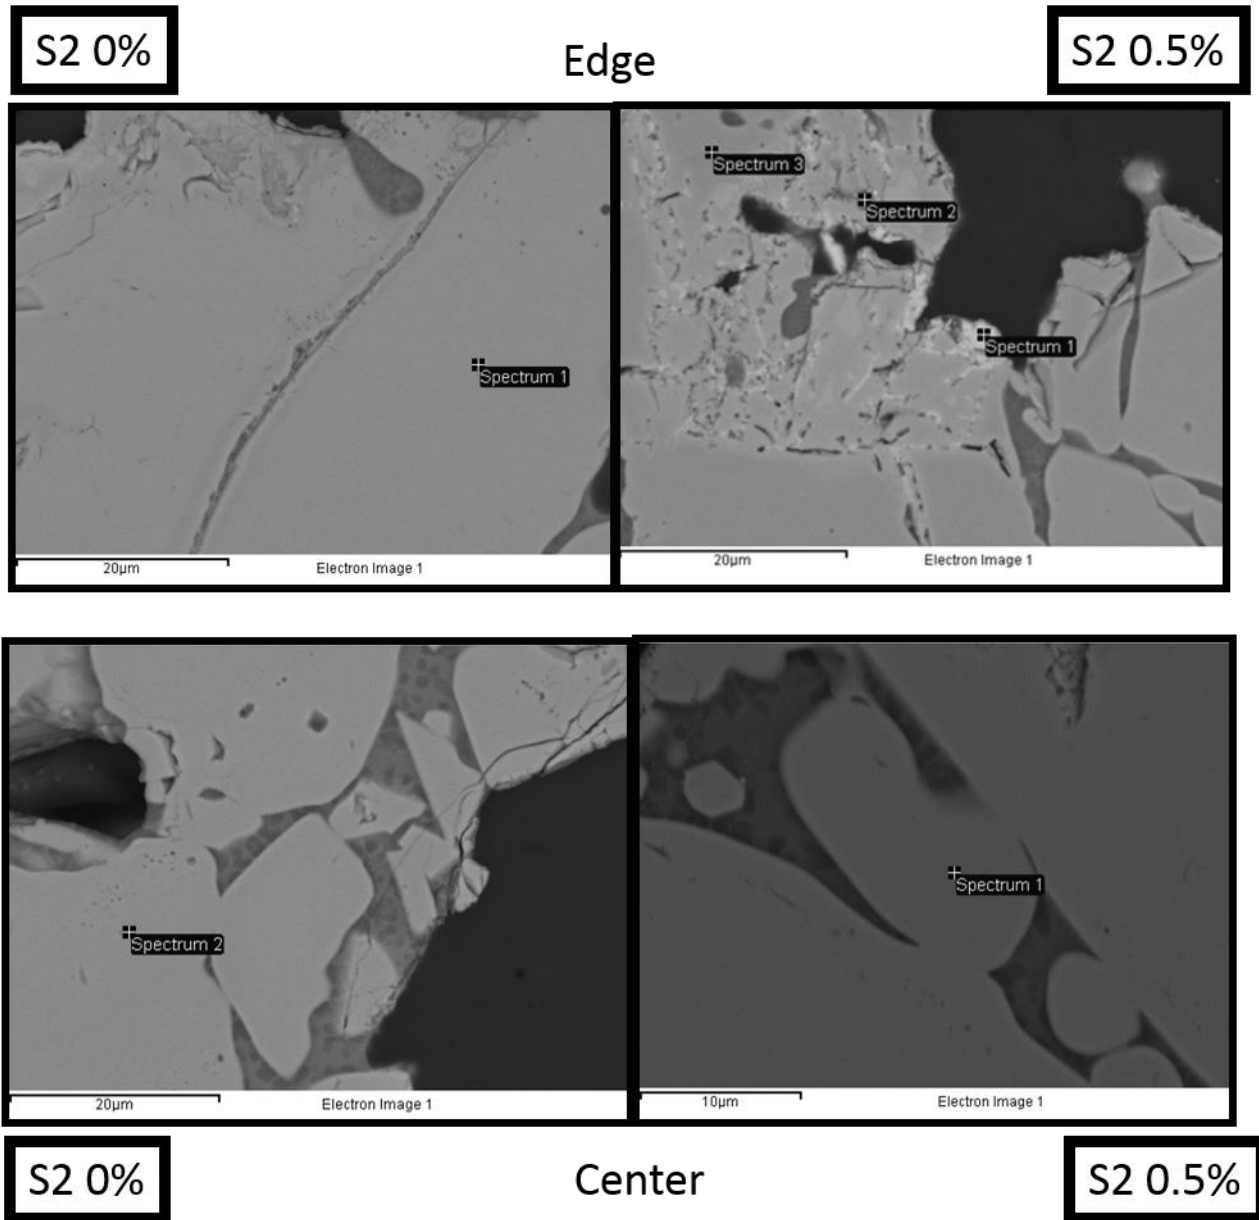 S2 0%
Edge
S2 0.5%
Spectrum 1
20µm
Electron Image 1
Spectrum 3
Spectrum 2
Spectrum 1
20µm
Electron Image 1
Spectrum 2
20µm
Electron Image 1
Spectrum 1
10µm
Electron Image 1
S2 0%
Center
S2 0.5%